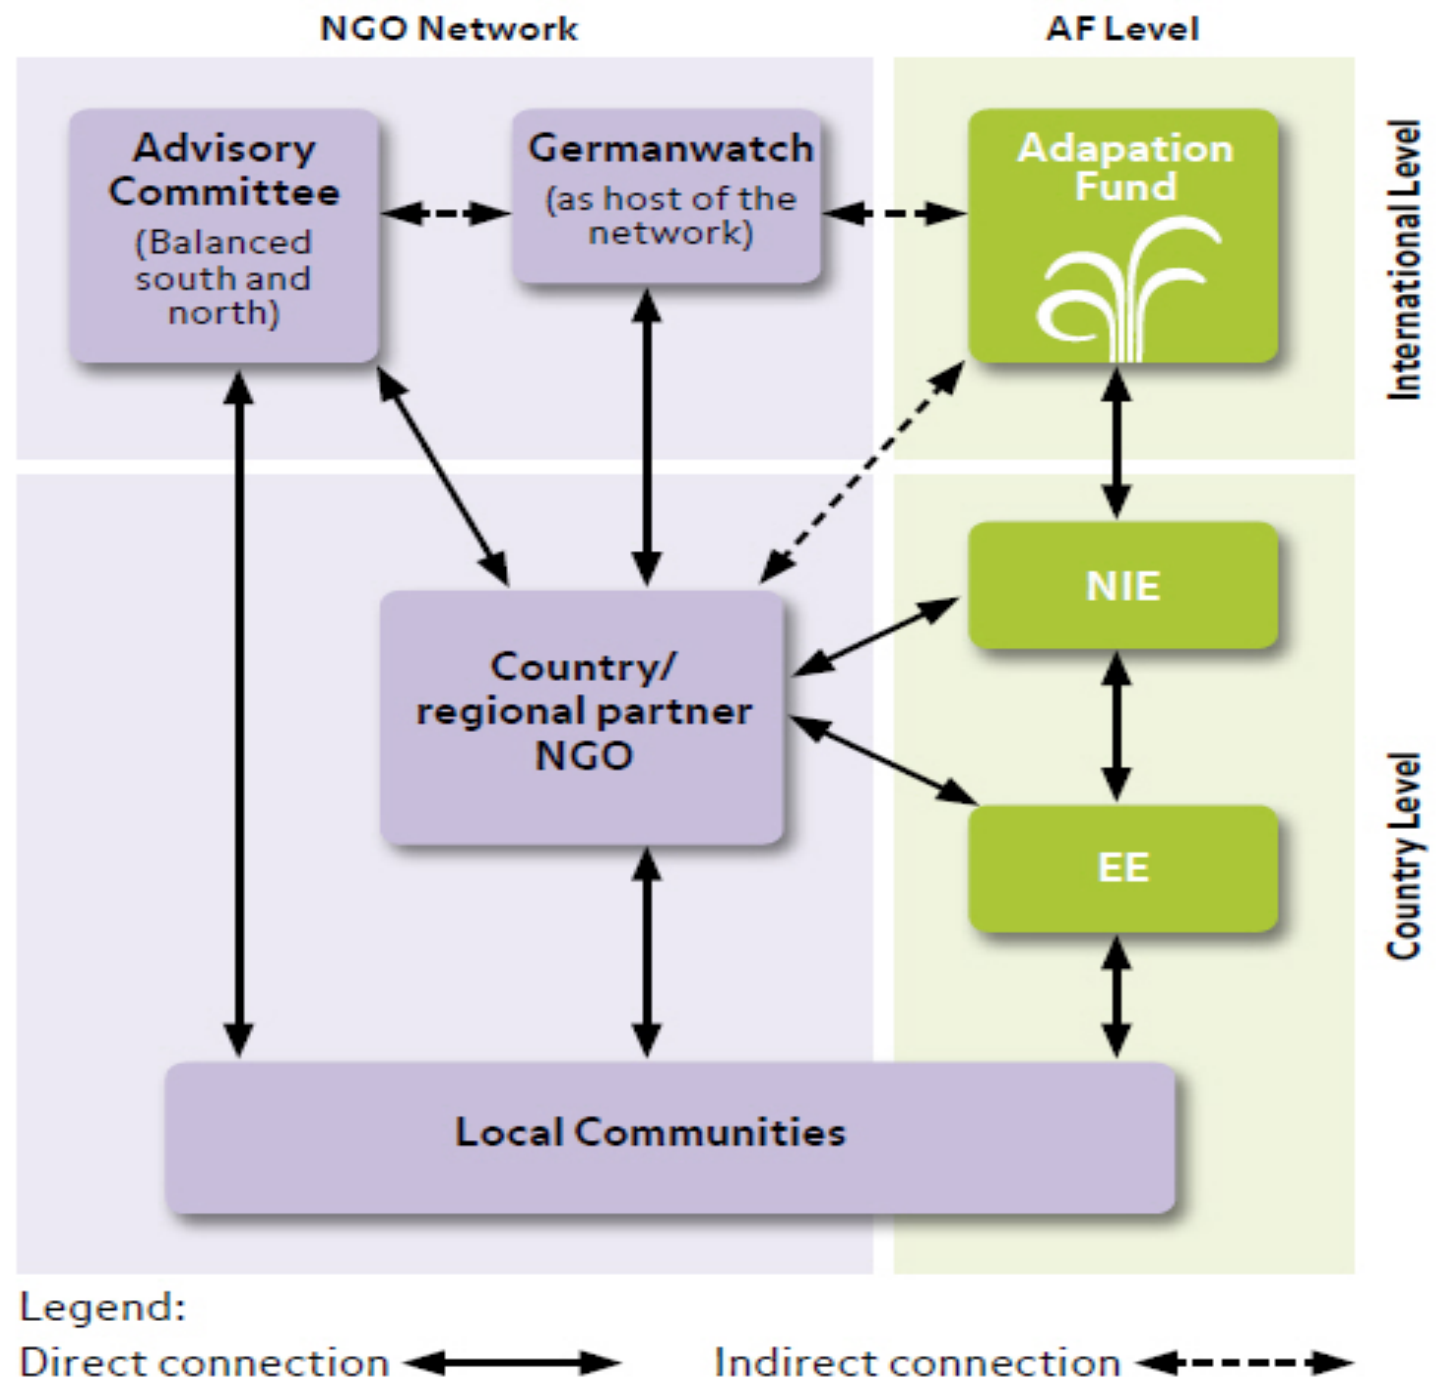 NGO Network
AF Level
Advisory
Committee
(Balanced
south and
north)
Germanwatch
(as host of the
network)
Adapation
Fund
International Level
Country/
regional partner
NGO
NIE
EE
Country Level
Local Communities
Legend:
Direct connection
Indirect connection